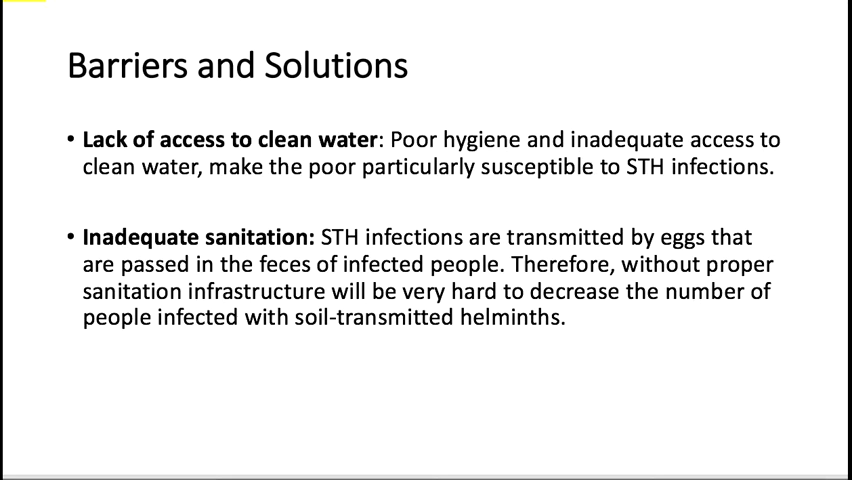 Barriers and Solutions
• Lack of access to clean water: Poor hygiene and inadequate access to
clean water, make the poor particularly susceptible to STH infections.
• Inadequate sanitation: STH infections are transmitted by eggs that
are passed in the feces of infected people. Therefore, without proper
sanitation infrastructure will be very hard to decrease the number of
people infected with soil-transmitted helminths.